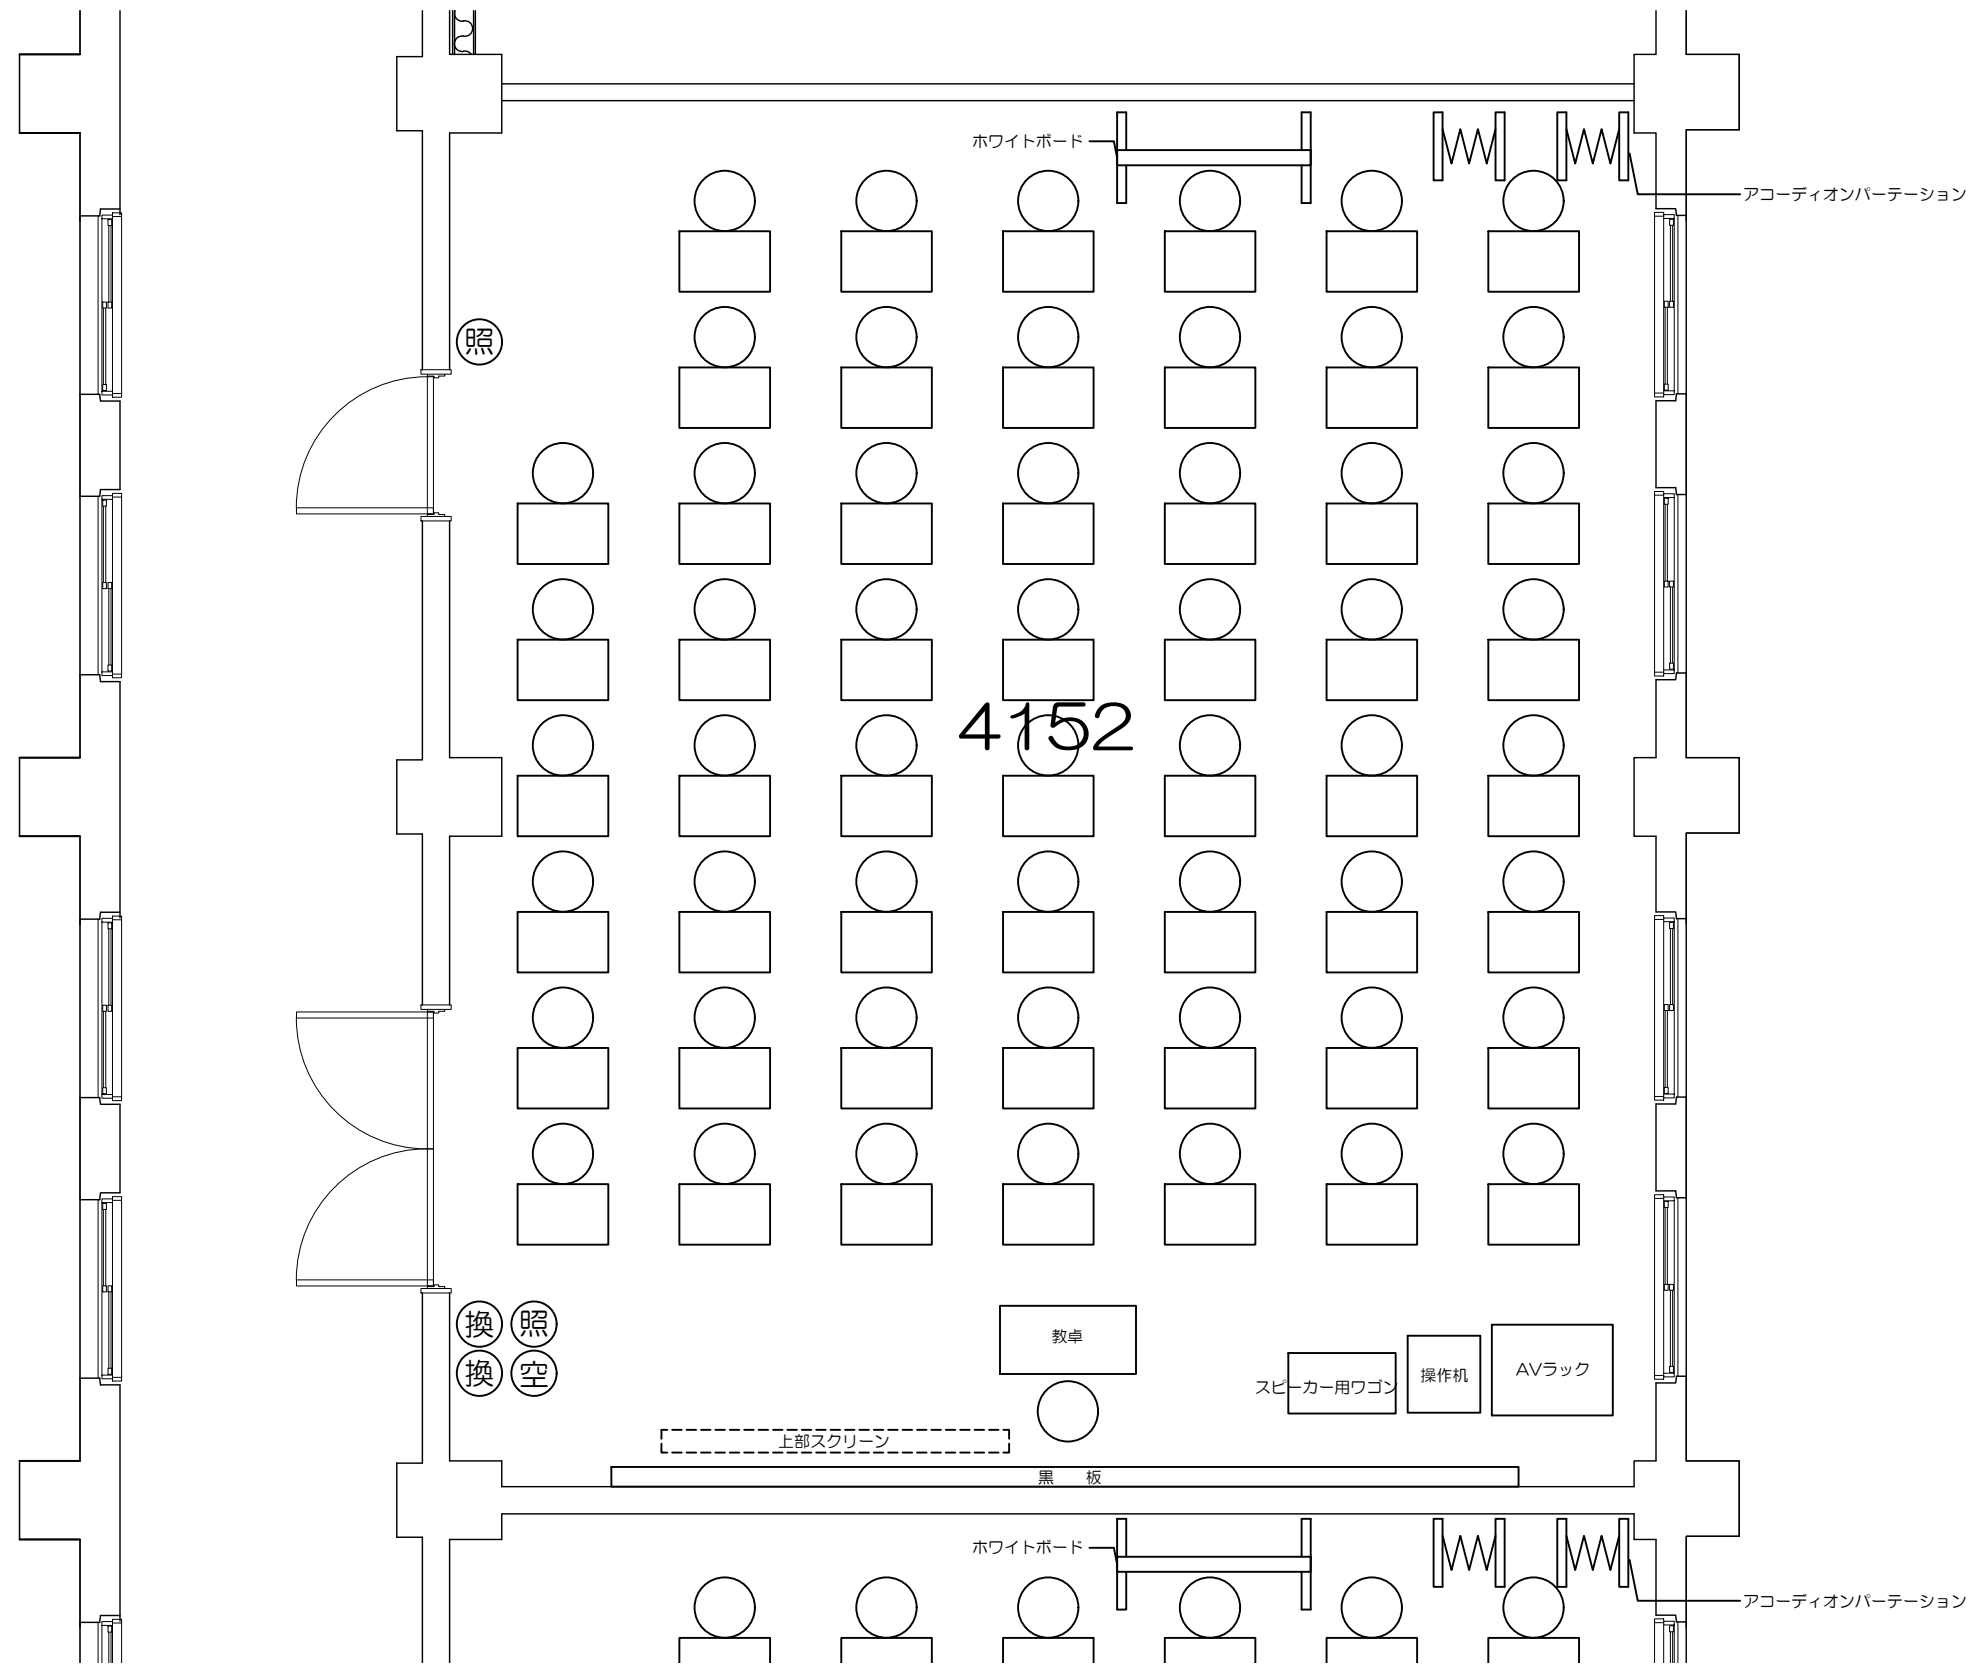 ホワイトボード
アコーディオンパーテーション
照
4152
換 照
換 空
教卓
スピーカー用ワゴン
操作机
AVラック
上部スクリーン
黒 板
ホワイトボード
アコーディオンパーテーション